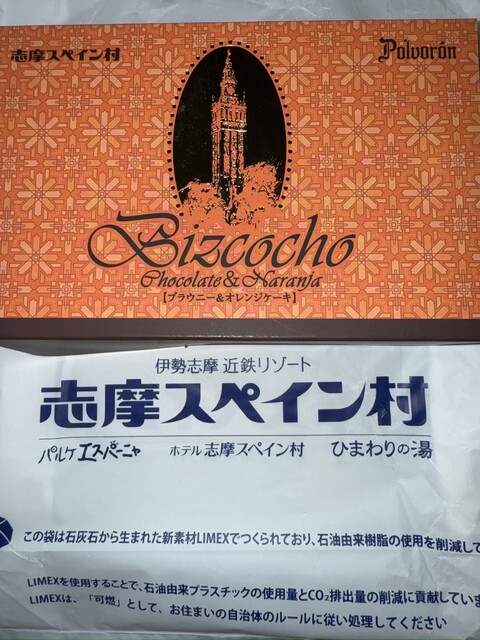 志摩スペイン村
Polvorón
Bizcocho
Chocolate & Naranja
【ブラウニー&オレンジケーキ】
伊勢志摩 近鉄リゾート
志摩スペイン村
パルケエスパーニャ ホテル 志摩スペイン村 ひまわりの湯
この袋は石灰石から生まれた新素材LIMEXでつくられており、石油由来樹脂の使用を削減して
LIMEXを使用することで、石油由来プラスチックの使用量とCO₂排出量の削減に貢献していま
LIMEXは、「可燃」として、お住まいの自治体のルールに従い処理してください